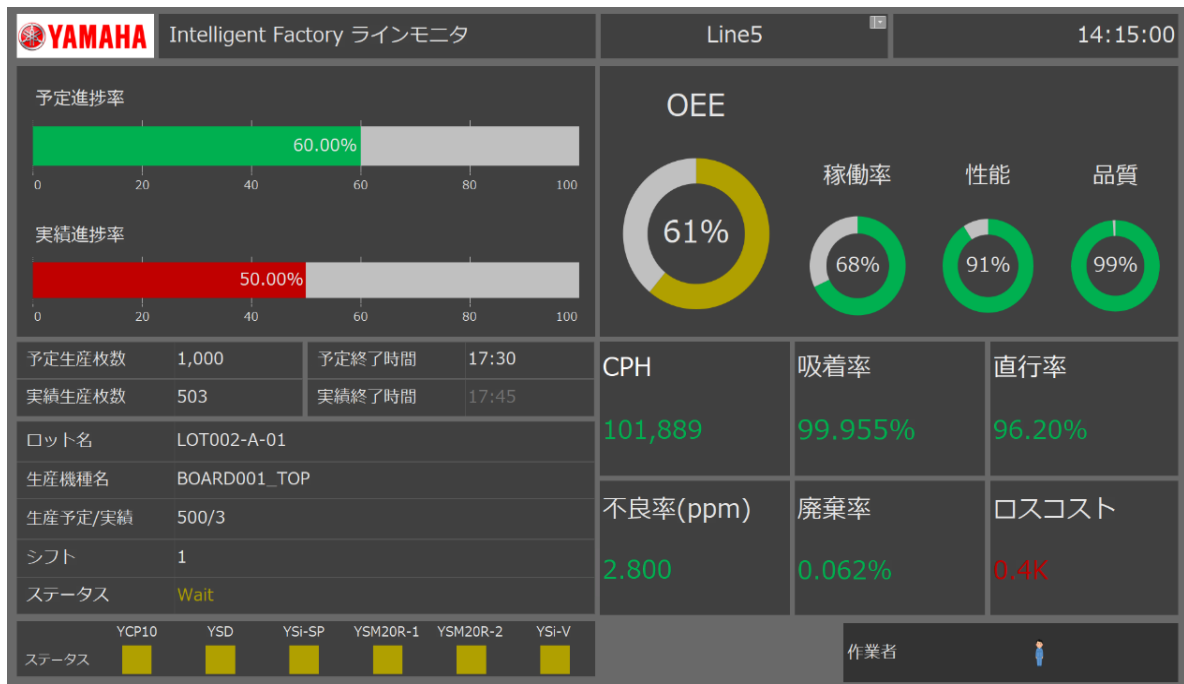 YAMAHA Intelligent Factory ラインモニタ Line5 14:15:00
予定進捗率
60.00%
0 20 40 60 80 100
実績進捗率
50.00%
0 20 40 60 80 100
OEE
61%
稼働率 性能 品質
68% 91% 99%
予定生産枚数 1,000 予定終了時間 17:30
実績生産枚数 503 実績終了時間 17:45
ロット名 LOT002-A-01
生産機種名 BOARD001_TOP
生産予定/実績 500/3
シフト 1
ステータス Wait
CPH 吸着率 直行率
101,889 99.955% 96.20%
不良率(ppm) 廃棄率 ロスコスト
2.800 0.062% 0.4K
YCP10 YSD YSi-SP YSM20R-1 YSM20R-2 YSi-V
ステータス
作業者